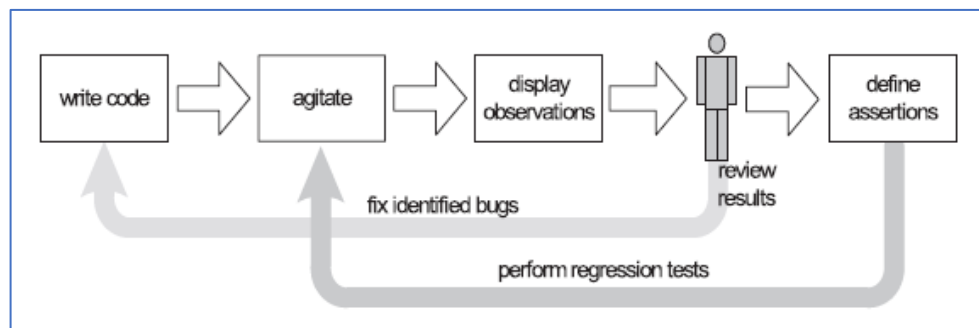 write code
agitate
display
observations
define
assertions
review
results
fix identified bugs
perform regression tests